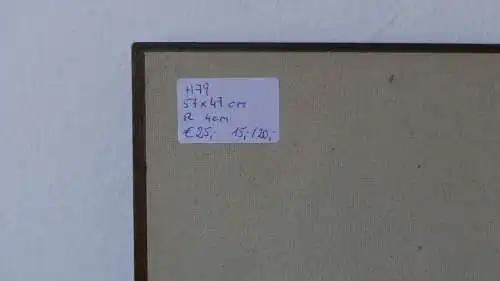 H79
57x47 cm
R 4cm
€25,- 15,-/20,-